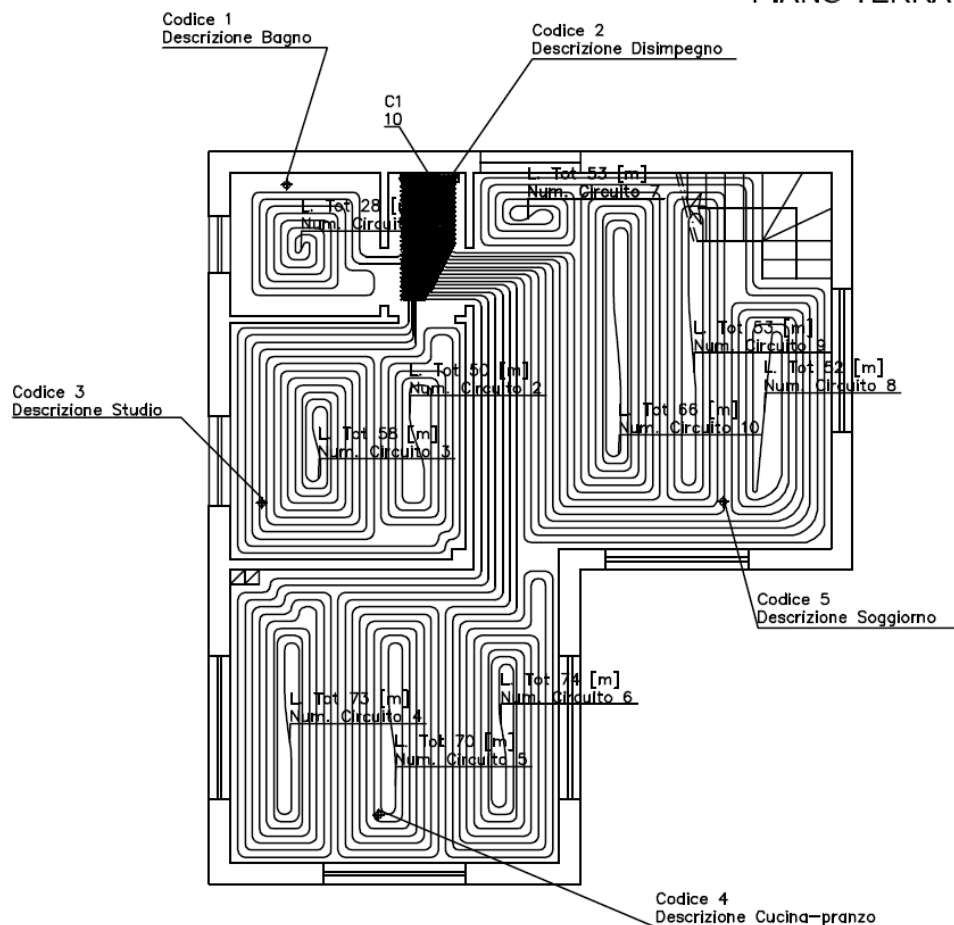 PIANO TERRA
Codice 1
Descrizione Bagno
Codice 2
Descrizione Disimpegno
C1
10
L. Tot 53 [m]
Num. Circuito 7
L. Tot 28 [m
Num. Circuito
L. Tot 53 [m]
Num. Circuito 9
L. Tot 50 [m]
Num. Circuito 2
L. Tot 52 [m]
Num. Circuito 8
Codice 3
Descrizione Studio
L. Tot 66 [m]
Num. Circuito 10
L. Tot 58 [m]
Num. Circuito 3
Codice 5
Descrizione Soggiorno
L. Tot 74 [m]
Num. Circuito 6
L. Tot 73 [m]
Num. Circuito 4
L. Tot 70 [m]
Num. Circuito 5
Codice 4
Descrizione Cucina-pranzo